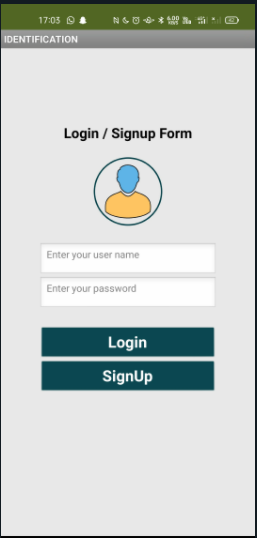 17:03
IDENTIFICATION
Login / Signup Form
Enter your user name
Enter your password
Login
SignUp